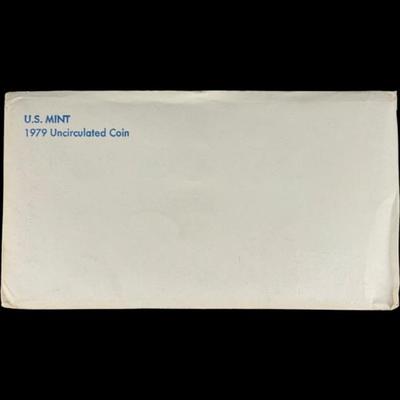 U.S. MINT
1979 Uncirculated Coin